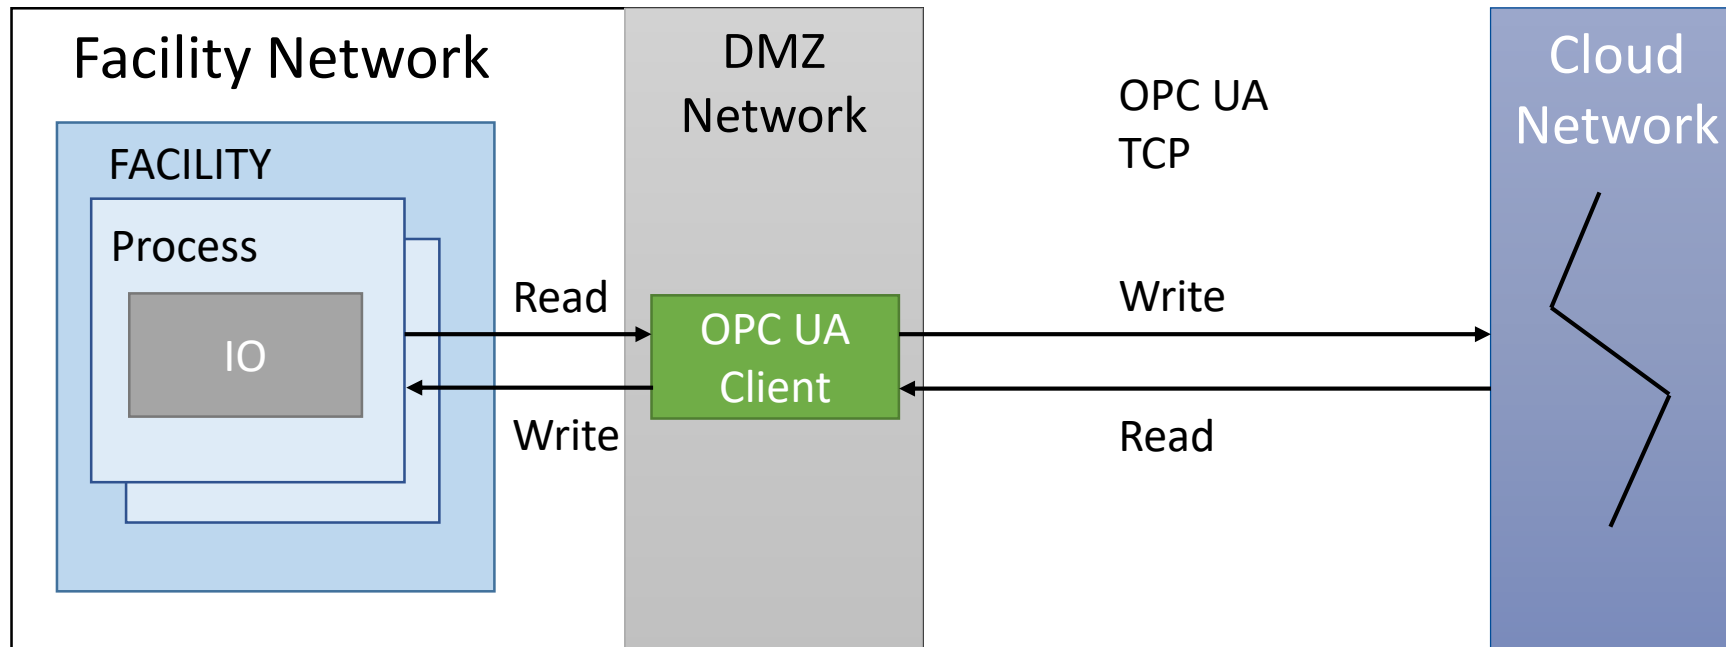 Facility Network
FACILITY
Process
IO
Read
Write
DMZ
Network
OPC UA
Client
OPC UA
TCP
Write
Read
Cloud
Network